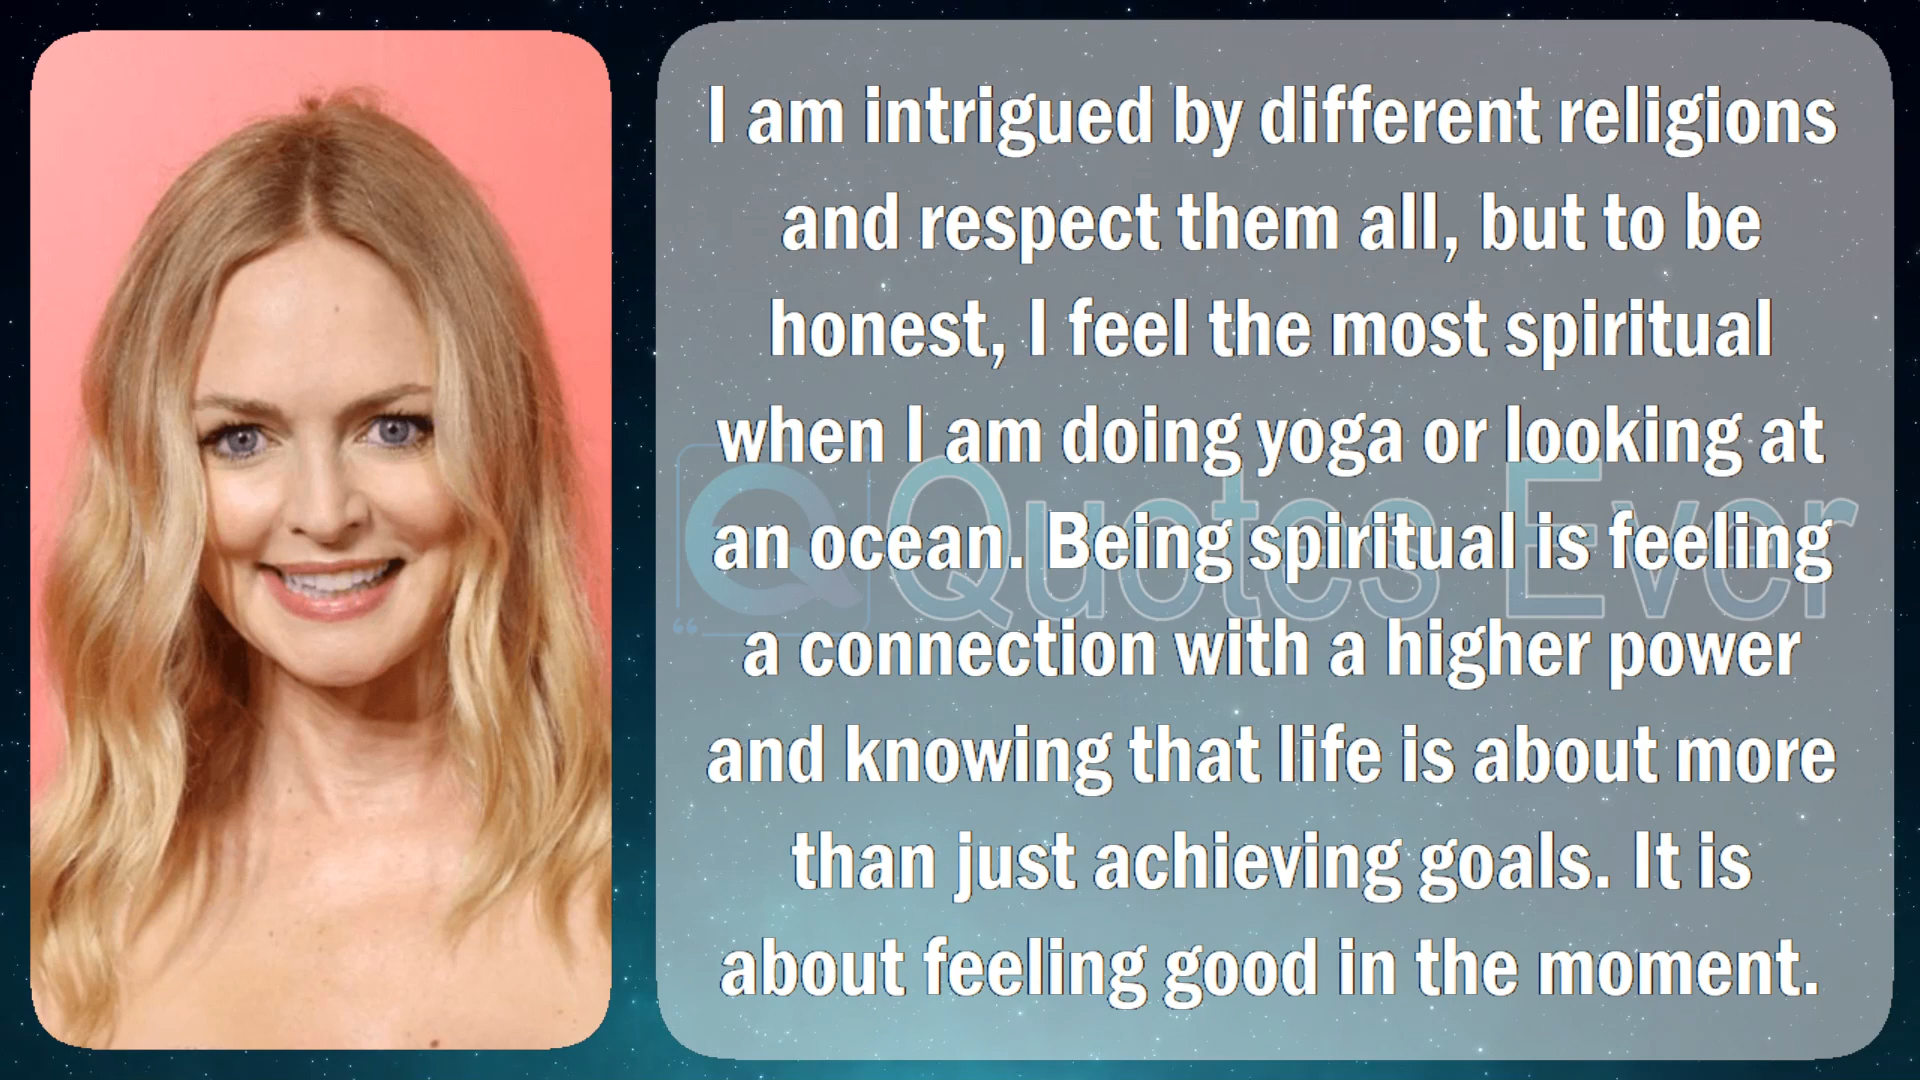 I am intrigued by different religions
and respect them all, but to be
honest, I feel the most spiritual
when I am doing yoga or looking at
an ocean. Being spiritual is feeling
Quotes Ever
a connection with a higher power
and knowing that life is about more
than just achieving goals. It is
about feeling good in the moment.